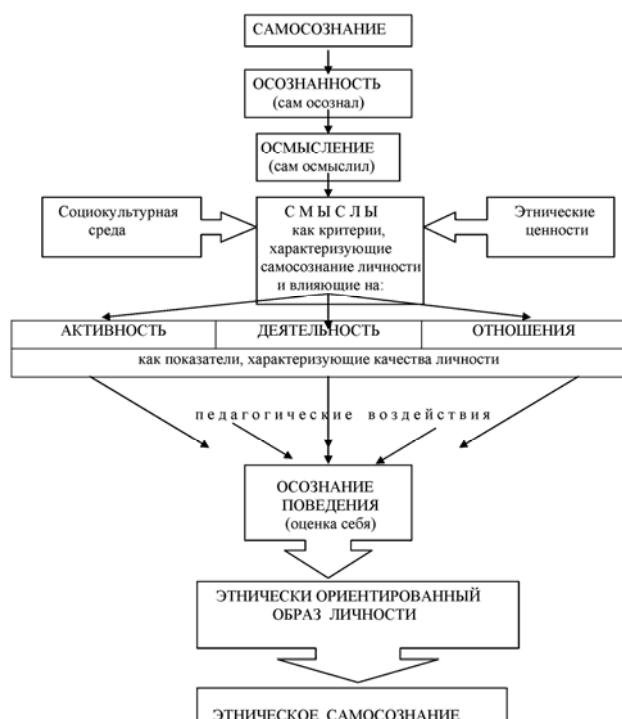 САМОСОЗНАНИЕ
ОСОЗНАННОСТЬ
(сам осознал)
ОСМЫСЛЕНИЕ
(сам осмыслил)
Социокультурная
среда
С М Ы С Л Ы
как критерии,
характеризующие
самосознание личности
и влияющие на:
Этнические
ценности
АКТИВНОСТЬ
ДЕЯТЕЛЬНОСТЬ
ОТНОШЕНИЯ
как показатели, характеризующие качества личности
п е д а г о г и ч е с к и е   в о з д е й с т в и я
ОСОЗНАНИЕ
ПОВЕДЕНИЯ
(оценка себя)
ЭТНИЧЕСКИ ОРИЕНТИРОВАННЫЙ
ОБРАЗ ЛИЧНОСТИ
ЭТНИЧЕСКОЕ САМОСОЗНАНИЕ